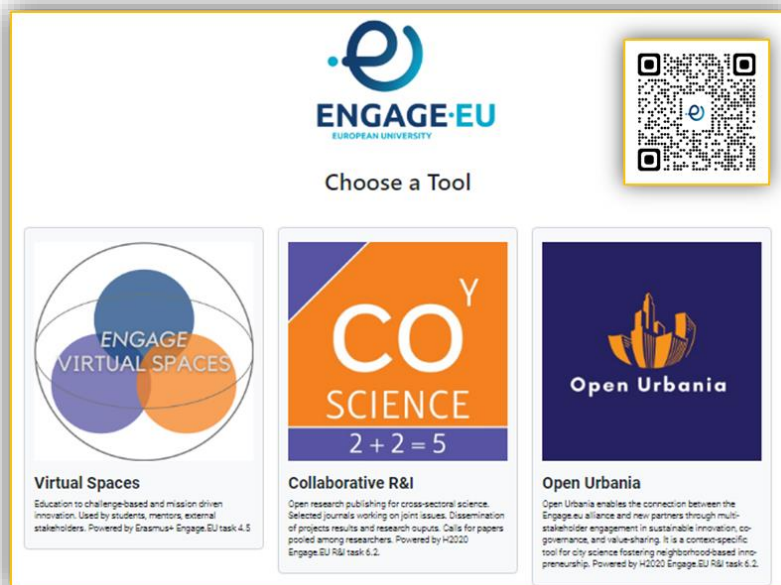 ENGAGE·EU
EUROPEAN UNIVERSITY
Choose a Tool
ENGAGE
VIRTUAL SPACES
Virtual Spaces
Education to challenge-based and mission driven
innovation. Used by students, mentors, external
stakeholders. Powered by Erasmus+ Engage.EU task 4.5
CO Y
SCIENCE
2 + 2 = 5
Collaborative R&I
Open research publishing for cross-sectoral science.
Selected journals working on joint issues. Dissemination
of projects results and research ouputs. Calls for papers
pooled among researchers. Powered by H2020
Engage.EU R&I task 6.2.
Open Urbania
Open Urbania
Open Urbania enables the connection between the
Engage.eu alliance and new partners through multi-
stakeholder engagement in sustainable innovation, co-
governance, and value-sharing. It is a context-specific
tool for city science fostering neighborhood-based inno-
preneurship. Powered by H2020 Engage.EU R&I task 6.2.